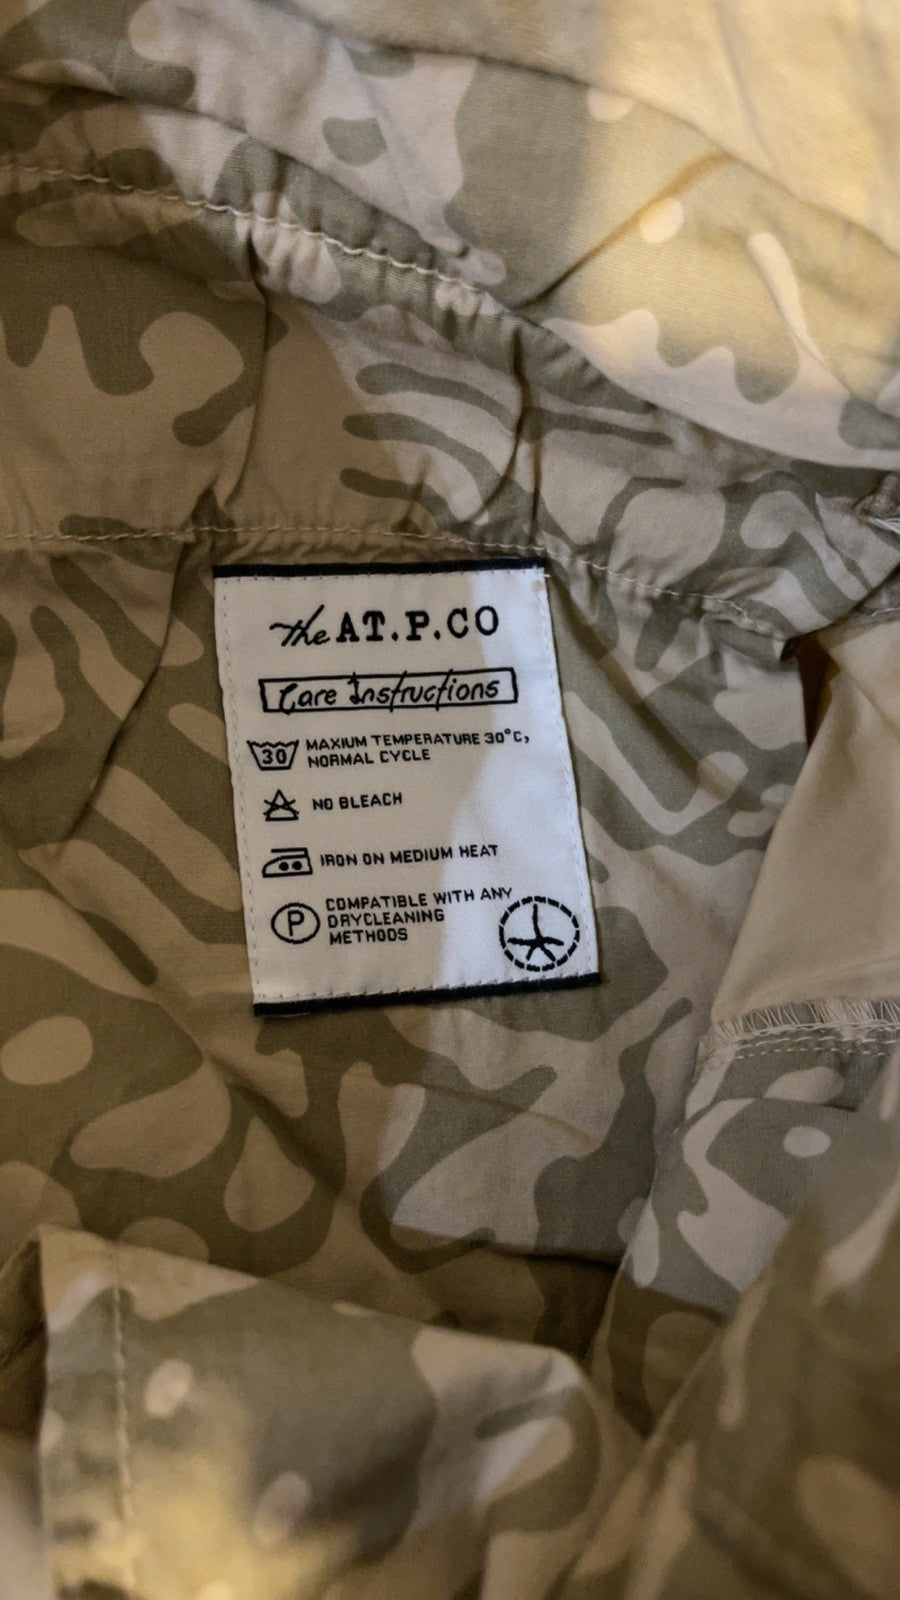 the AT.P.CO
Care Instructions
30 MAXIUM TEMPERATURE 30°C,
NORMAL CYCLE
NO BLEACH
IRON ON MEDIUM HEAT
P COMPATIBLE WITH ANY
DRYCLEANING
METHODS